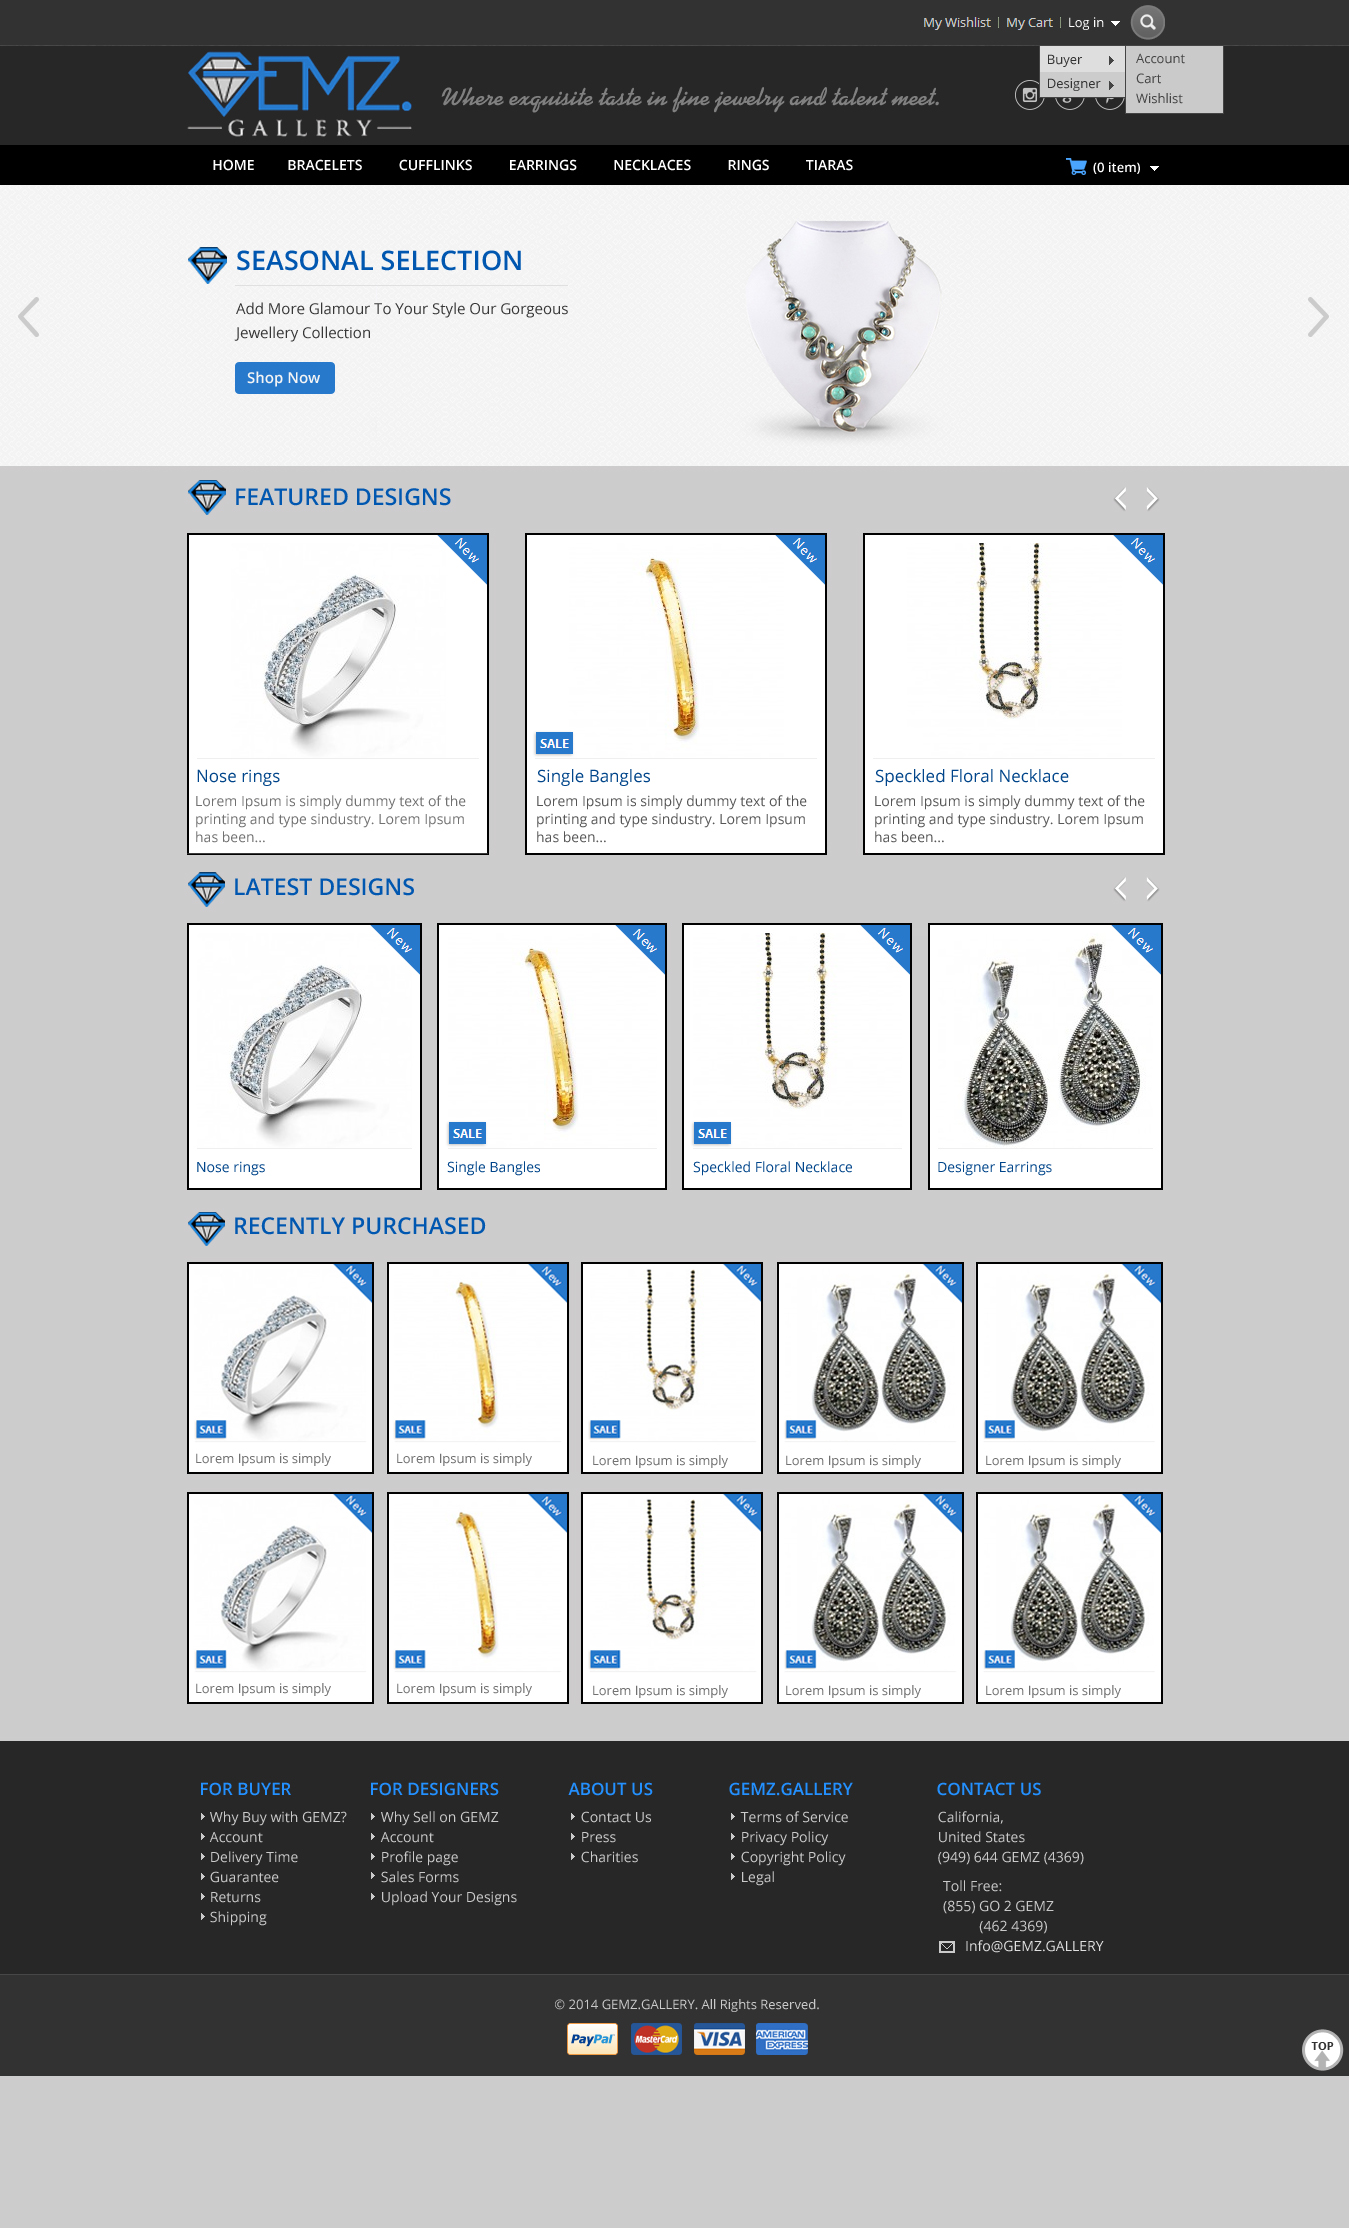 My Wishlist | My Cart | Log in
Buyer
Designer
Account
Cart
Wishlist
GEMZ.
GALLERY
Where exquisite taste in fine jewelry and talent meet.
HOME BRACELETS CUFFLINKS EARRINGS NECKLACES RINGS TIARAS
(0 item)
SEASONAL SELECTION
Add More Glamour To Your Style Our Gorgeous
Jewellery Collection
Shop Now
FEATURED DESIGNS
New
Nose rings
Lorem Ipsum is simply dummy text of the
printing and type sindustry. Lorem Ipsum
has been...
New
SALE
Single Bangles
Lorem Ipsum is simply dummy text of the
printing and type sindustry. Lorem Ipsum
has been...
New
Speckled Floral Necklace
Lorem Ipsum is simply dummy text of the
printing and type sindustry. Lorem Ipsum
has been...
LATEST DESIGNS
New
Nose rings
New
SALE
Single Bangles
New
SALE
Speckled Floral Necklace
New
Designer Earrings
RECENTLY PURCHASED
New
SALE
Lorem Ipsum is simply
New
SALE
Lorem Ipsum is simply
New
SALE
Lorem Ipsum is simply
New
SALE
Lorem Ipsum is simply
New
SALE
Lorem Ipsum is simply
New
SALE
Lorem Ipsum is simply
New
SALE
Lorem Ipsum is simply
New
SALE
Lorem Ipsum is simply
New
SALE
Lorem Ipsum is simply
New
SALE
Lorem Ipsum is simply
FOR BUYER
Why Buy with GEMZ?
Account
Delivery Time
Guarantee
Returns
Shipping
FOR DESIGNERS
Why Sell on GEMZ
Account
Profile page
Sales Forms
Upload Your Designs
ABOUT US
Contact Us
Press
Charities
GEMZ.GALLERY
Terms of Service
Privacy Policy
Copyright Policy
Legal
CONTACT US
California,
United States
(949) 644 GEMZ (4369)
Toll Free:
(855) GO 2 GEMZ
(462 4369)
Info@GEMZ.GALLERY
© 2014 GEMZ.GALLERY. All Rights Reserved.
PayPal
MasterCard
VISA
AMERICAN
EXPRESS
TOP